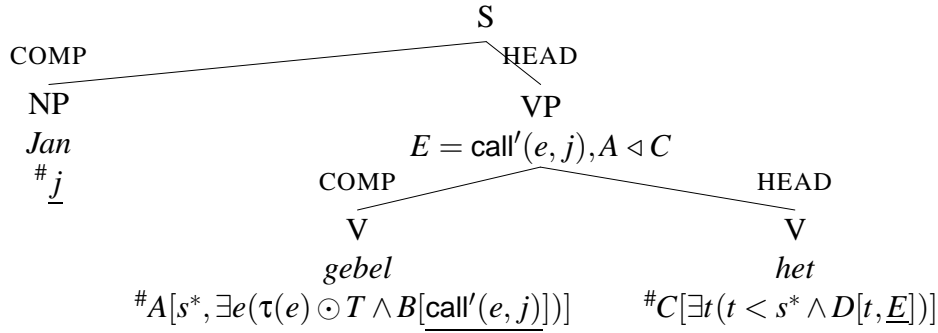 S
COMP HEAD
NP VP
Jan E = call′(e, j), A ◁ C
# j COMP HEAD
V V
gebel het
#A[s*, ∃e(τ(e) ⊙ T ∧ B[call′(e, j)])] #C[∃t(t < s* ∧ D[t, E])]